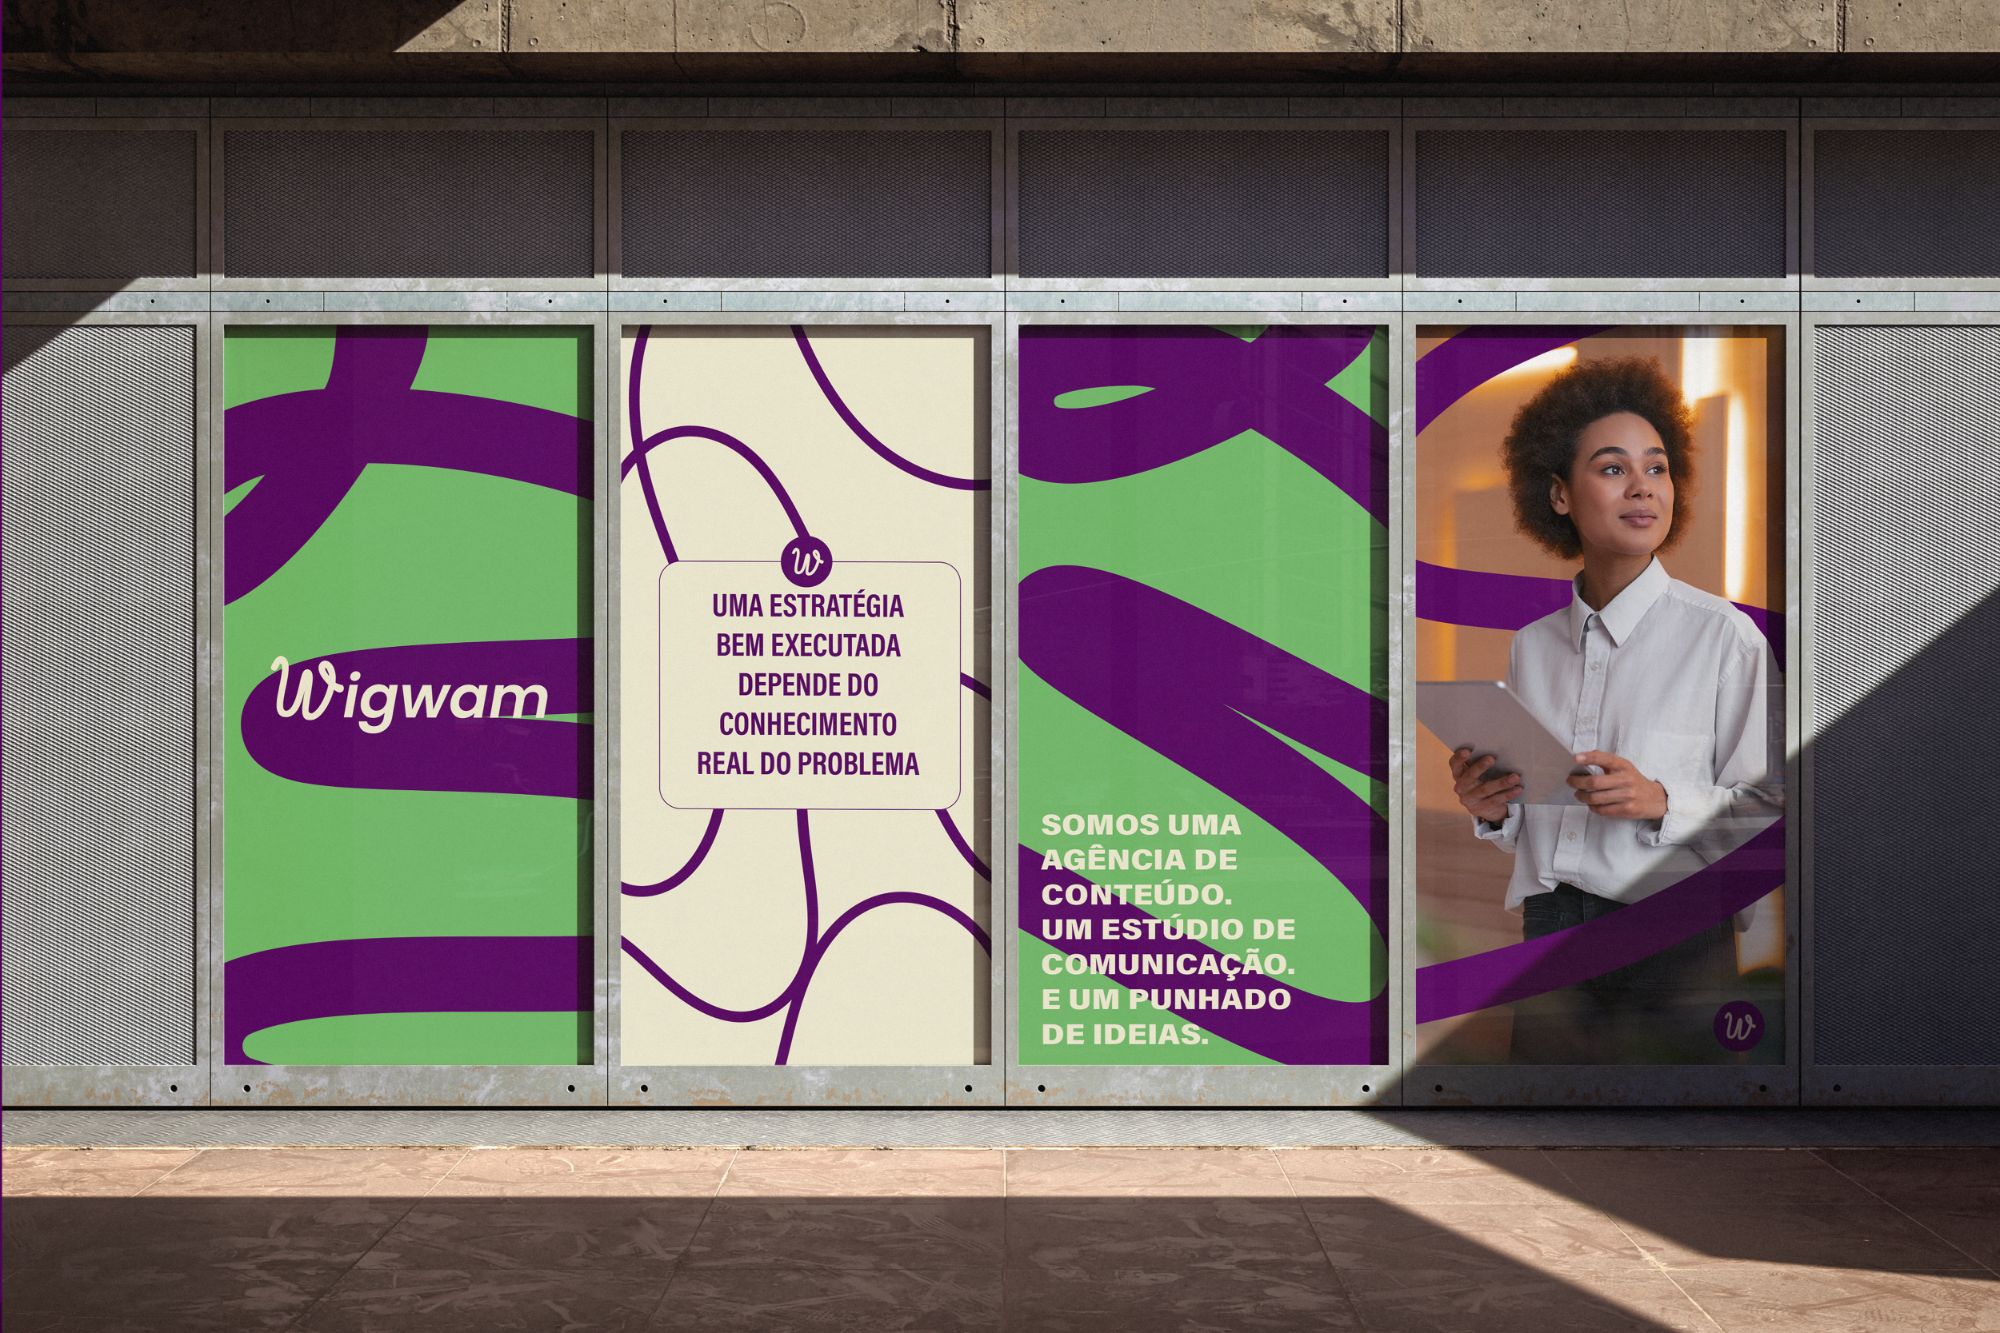 Wigwam
W
UMA ESTRATÉGIA
BEM EXECUTADA
DEPENDE DO
CONHECIMENTO
REAL DO PROBLEMA
SOMOS UMA
AGÊNCIA DE
CONTEÚDO.
UM ESTÚDIO DE
COMUNICAÇÃO.
E UM PUNHADO
DE IDEIAS.
W